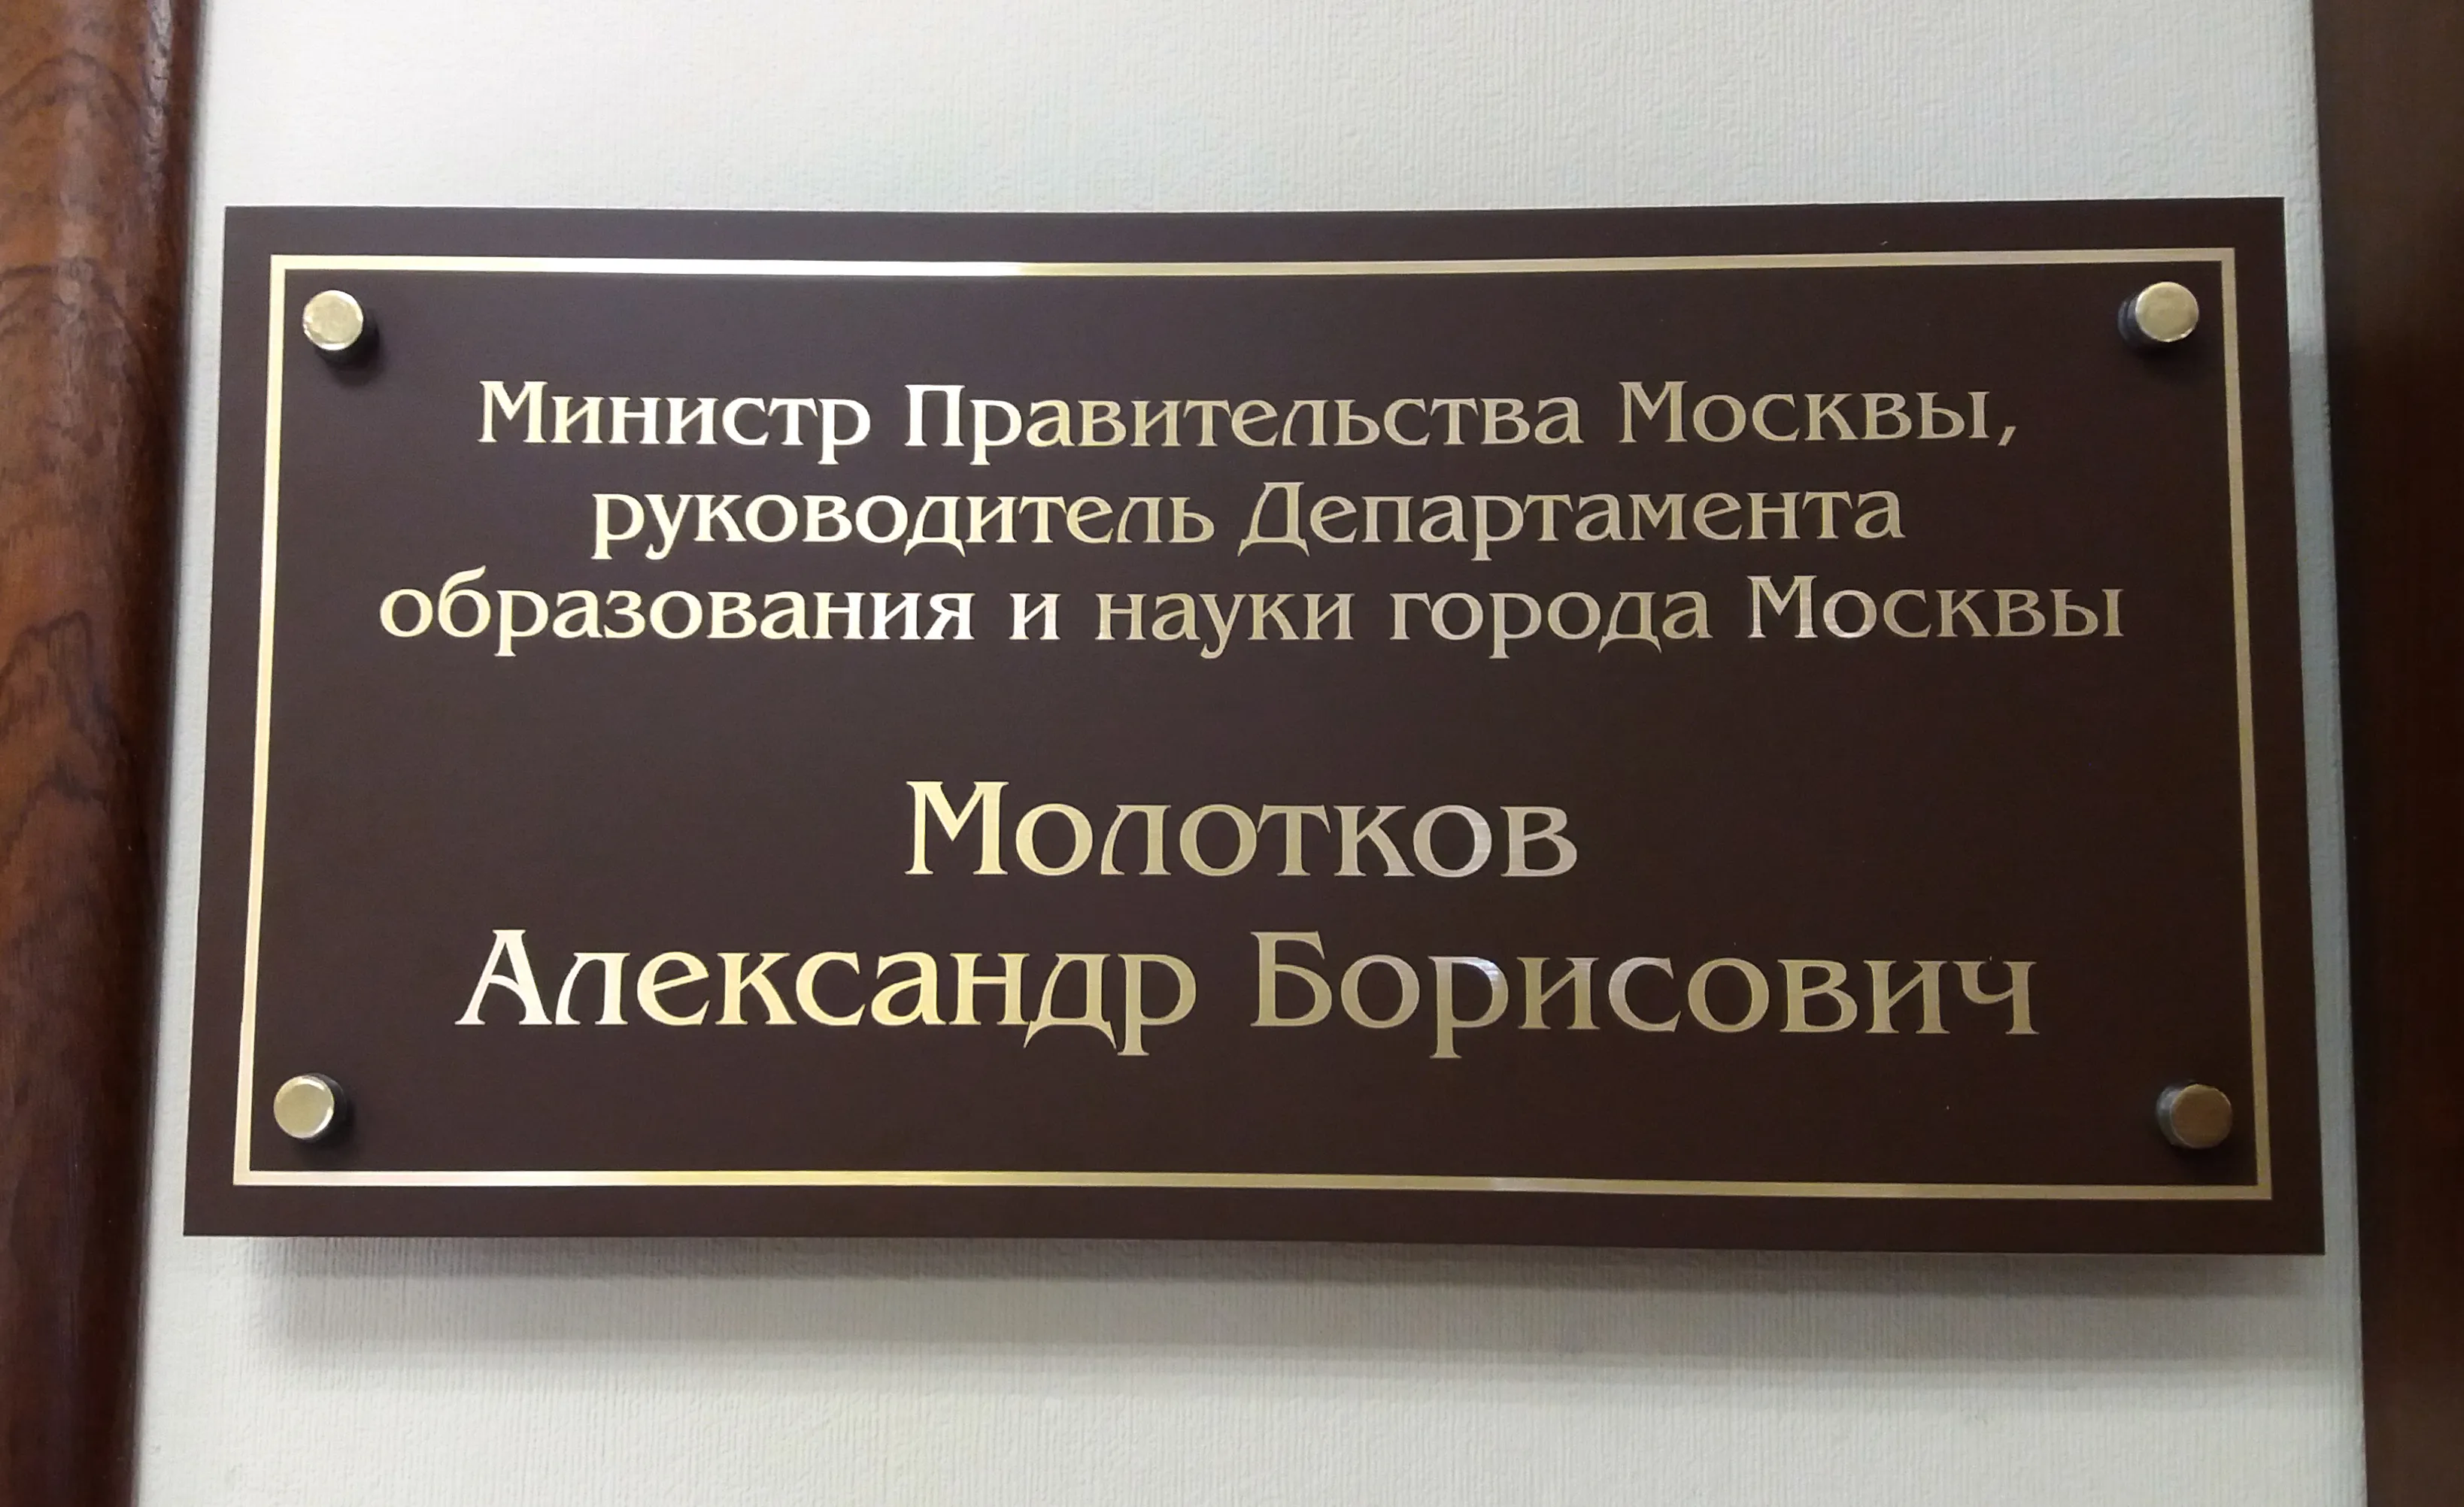 Министр Правительства Москвы,
руководитель Департамента
образования и науки города Москвы
Молотков
Александр Борисович